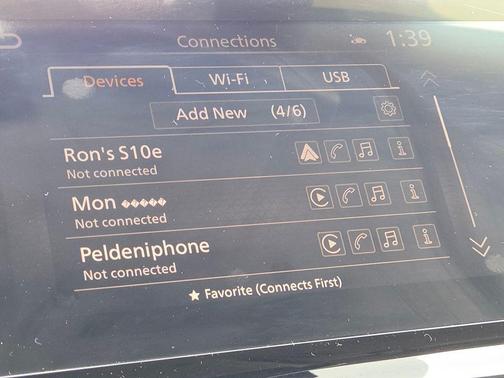 Connections
1:39
Devices
Wi-Fi
USB
Add New (4/6)
Ron's S10e
Not connected
Mon ������
Not connected
Peldeniphone
Not connected
★ Favorite (Connects First)